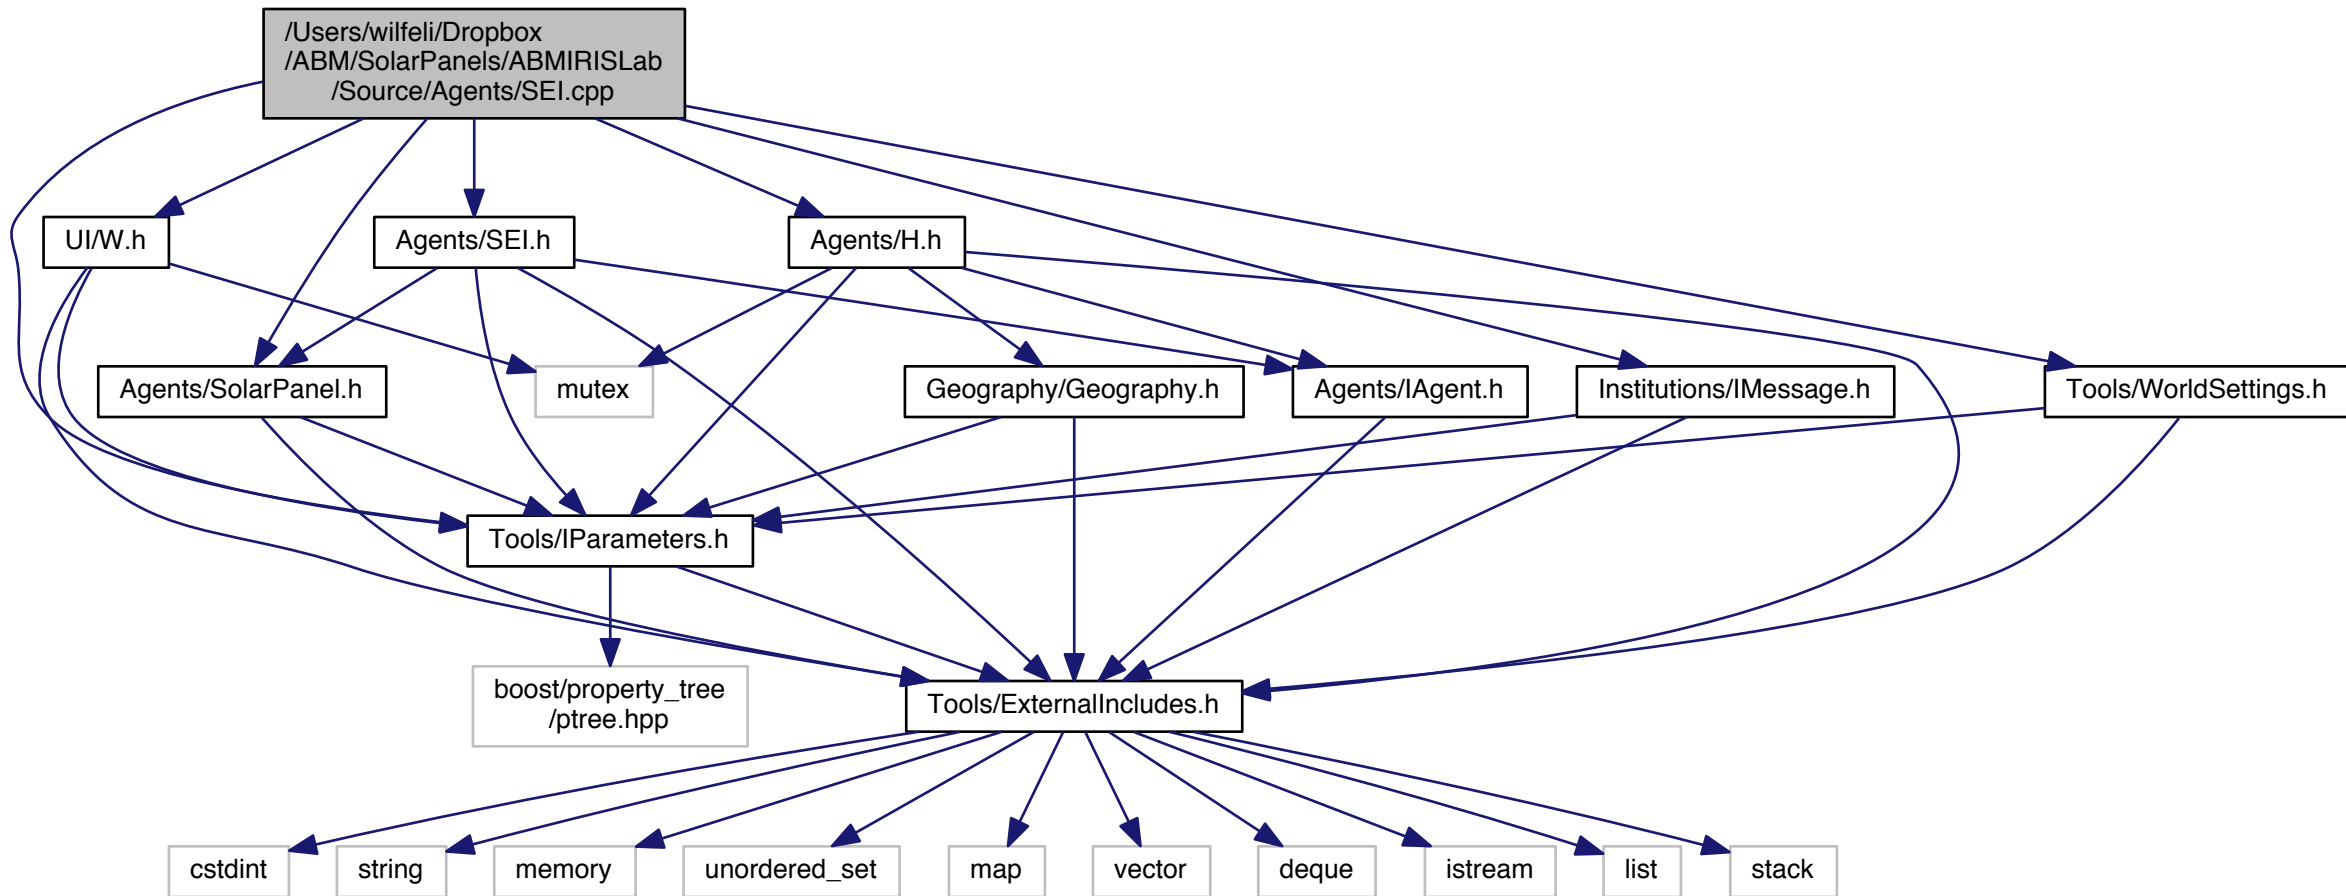 /Users/wilfeli/Dropbox
/ABM/SolarPanels/ABMIRISLab
/Source/Agents/SEI.cpp
UI/W.h
Agents/SEI.h
Agents/H.h
Agents/SolarPanel.h
mutex
Geography/Geography.h
Agents/IAgent.h
Institutions/IMessage.h
Tools/WorldSettings.h
Tools/IParameters.h
boost/property_tree
/ptree.hpp
Tools/ExternalIncludes.h
cstdint
string
memory
unordered_set
map
vector
deque
istream
list
stack